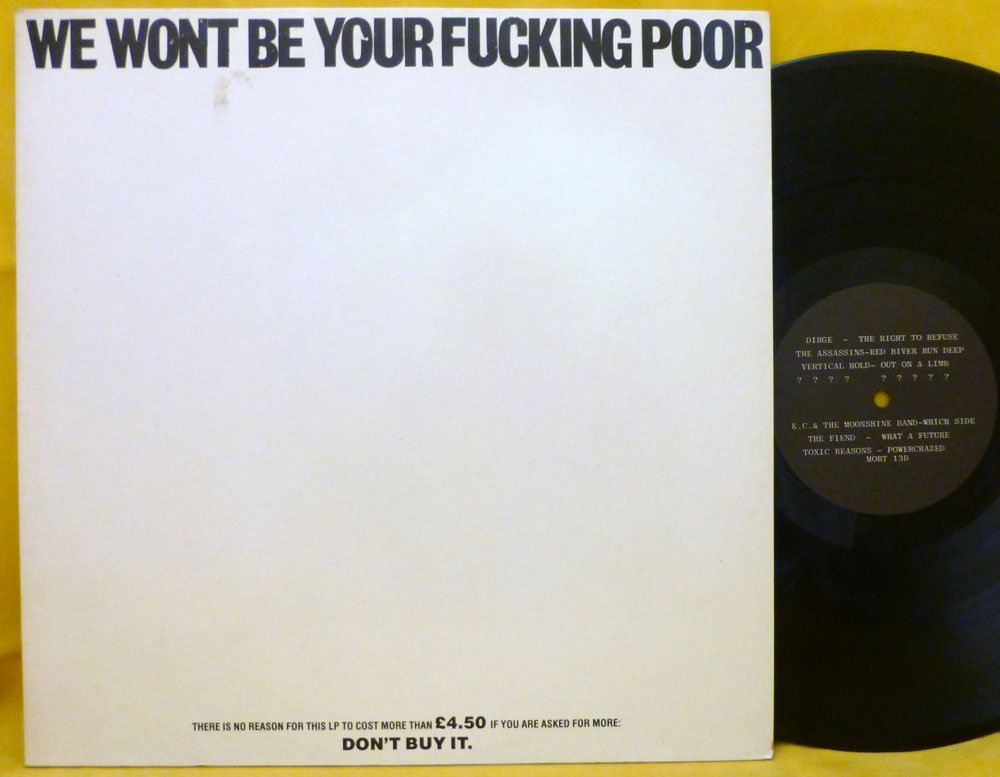 WE WONT BE YOUR FUCKING POOR
THERE IS NO REASON FOR THIS LP TO COST MORE THAN £4.50 IF YOU ARE ASKED FOR MORE:
DON'T BUY IT.
DIRGE - THE RIGHT TO REFUSE
THE ASSASSINS-RED RIVER RUN DEEP
VERTICAL HOLD- OUT ON A LIMB
? ? ? ? ? ? ? ? ?
K.C.& THE MOONSHINE BAND-WHICH SIDE
THE FIEND - WHAT A FUTURE
TOXIC REASONS - POWERCRAZED
MORT 13B